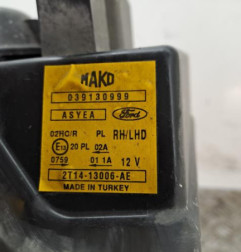 MAKO
039130999
ASYEA Ford
02HC/R PL RH/LHD
E13 20 PL 02A
0759 01 1A 12 V
2T14-13006-AE
MADE IN TURKEY